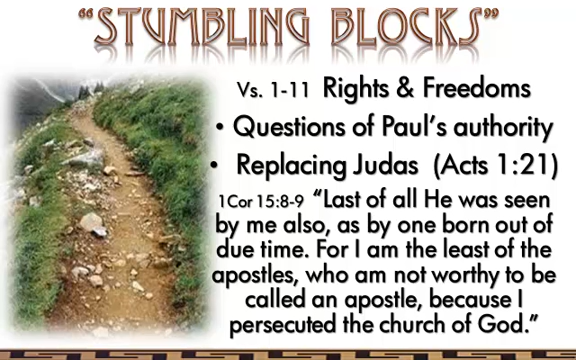 “STUMBLING BLOCKS”
Vs. 1-11 Rights & Freedoms
• Questions of Paul’s authority
• Replacing Judas (Acts 1:21)
1Cor 15:8-9 “Last of all He was seen
by me also, as by one born out of
due time. For I am the least of the
apostles, who am not worthy to be
called an apostle, because I
persecuted the church of God.”